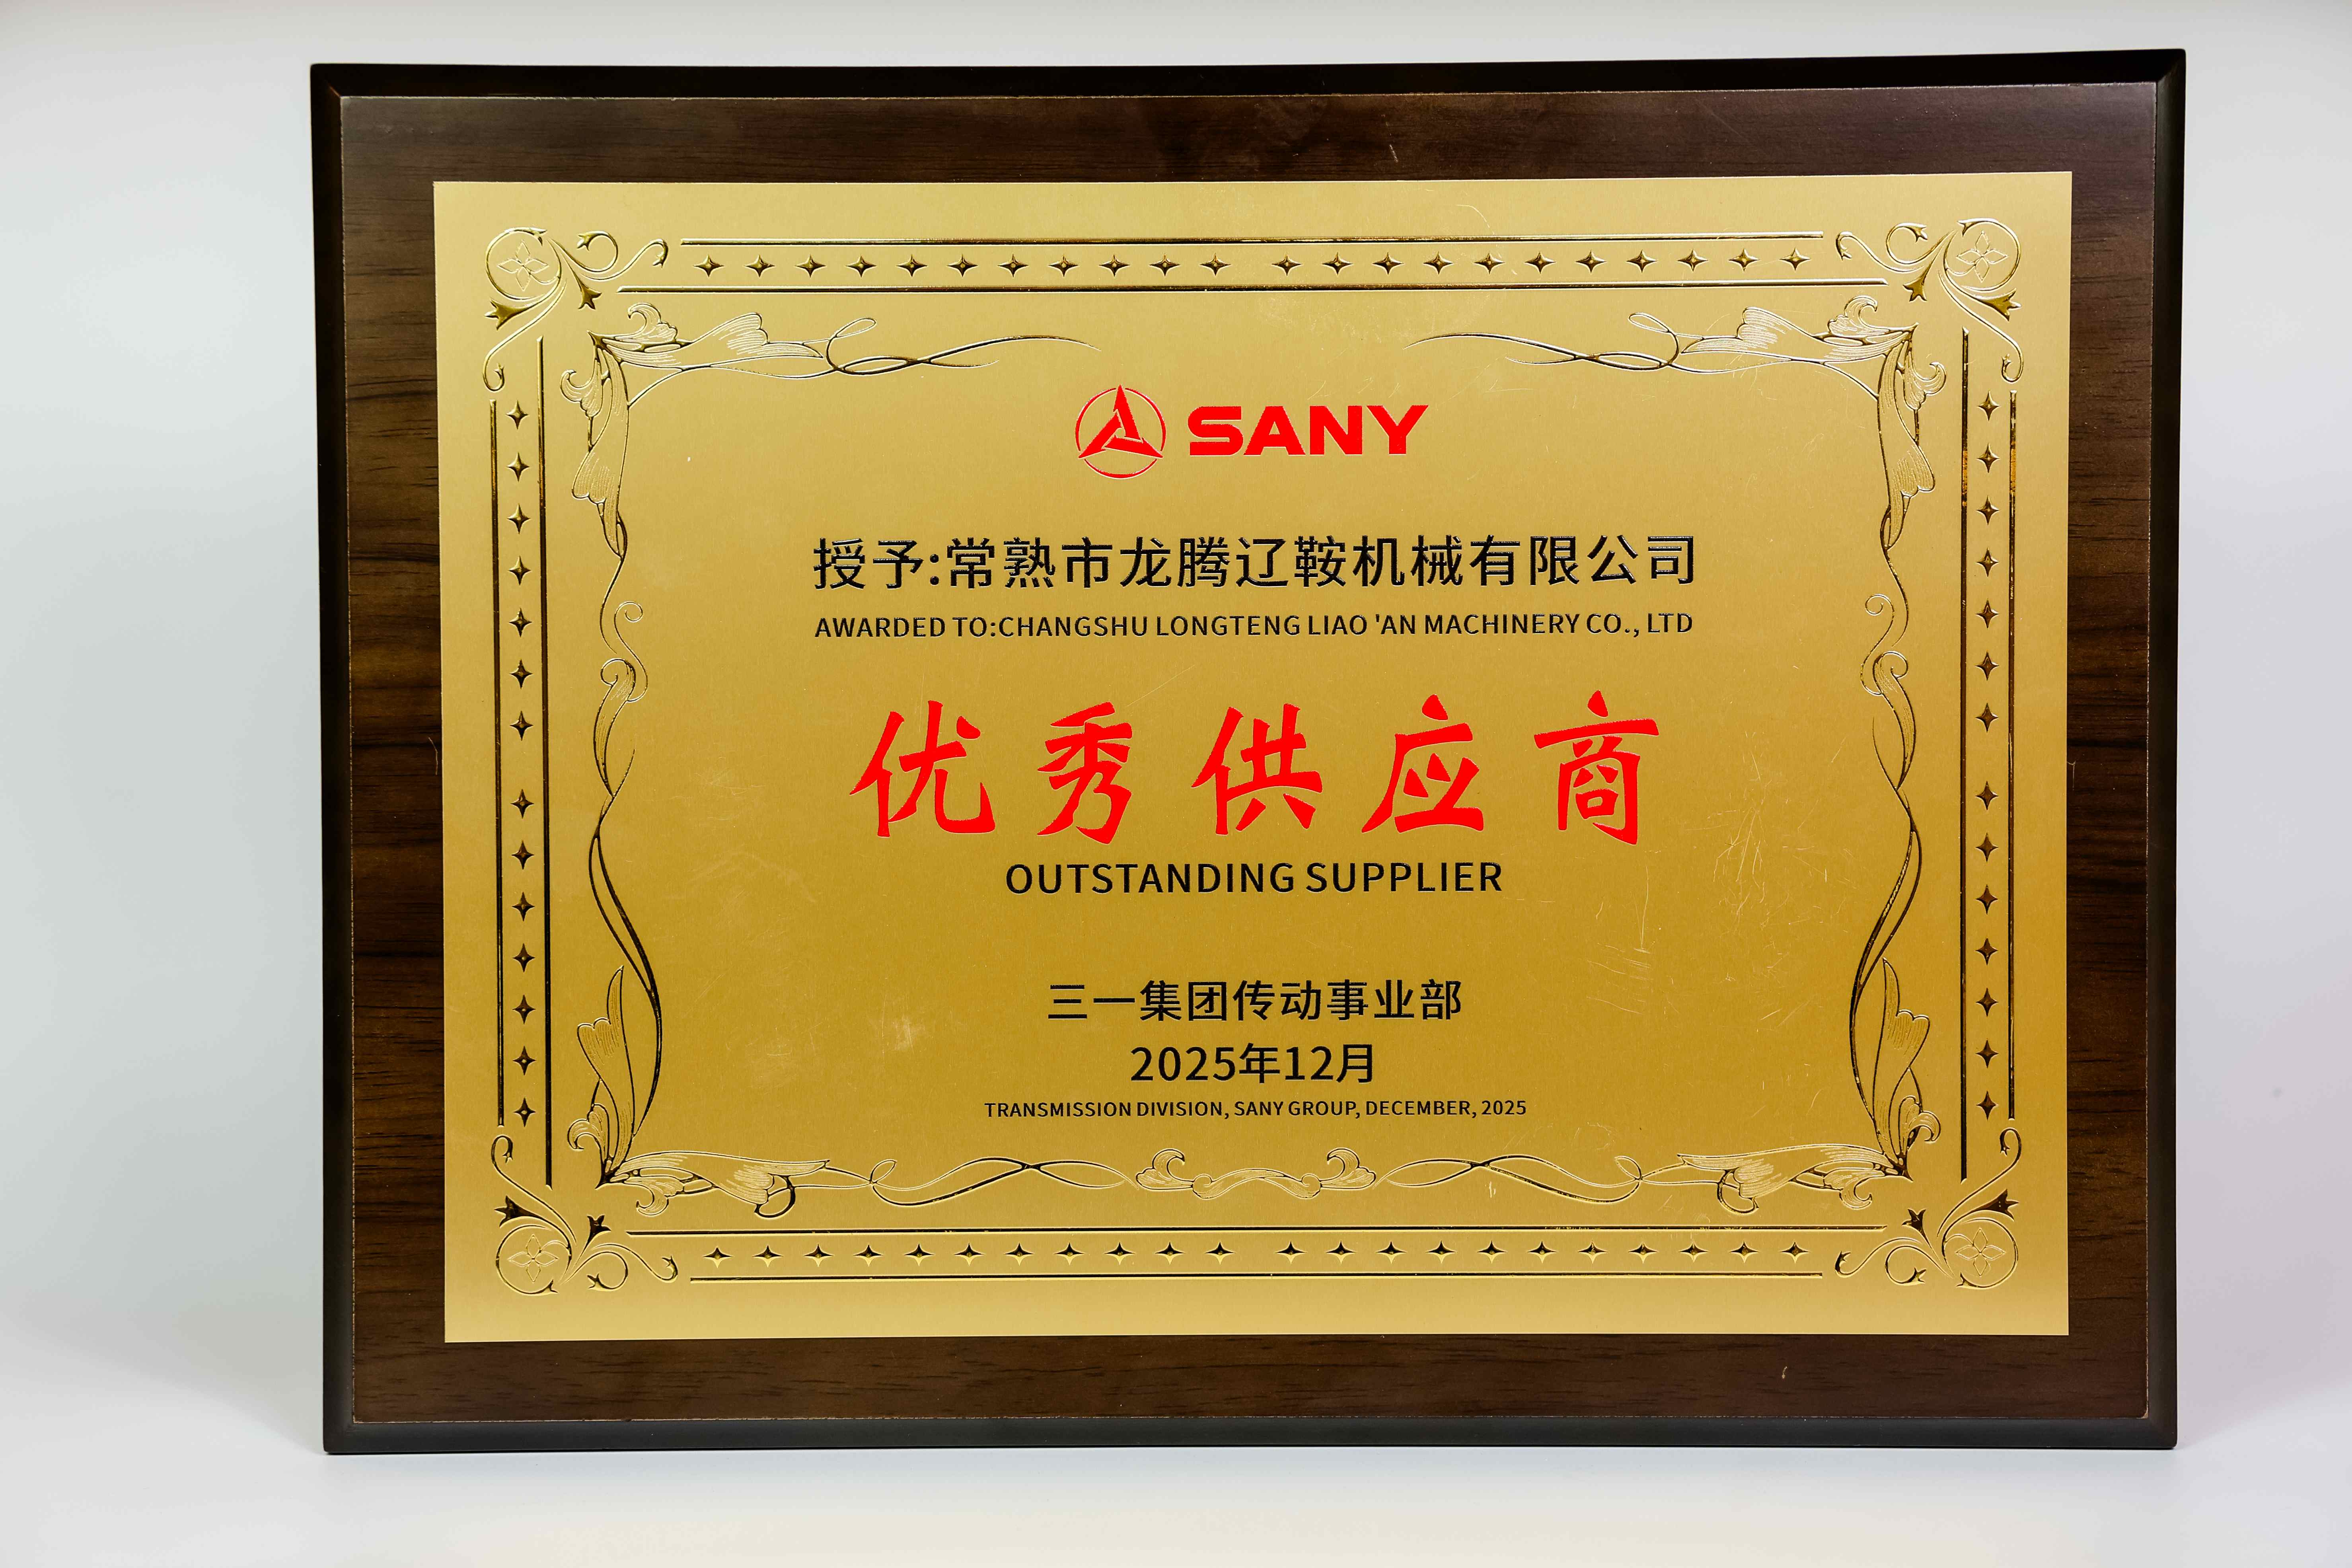 SANY
授予:常熟市龙腾辽鞍机械有限公司
AWARDED TO:CHANGSHU LONGTENG LIAO 'AN MACHINERY CO., LTD
优秀供应商
OUTSTANDING SUPPLIER
三一集团传动事业部
2025年12月
TRANSMISSION DIVISION, SANY GROUP, DECEMBER, 2025